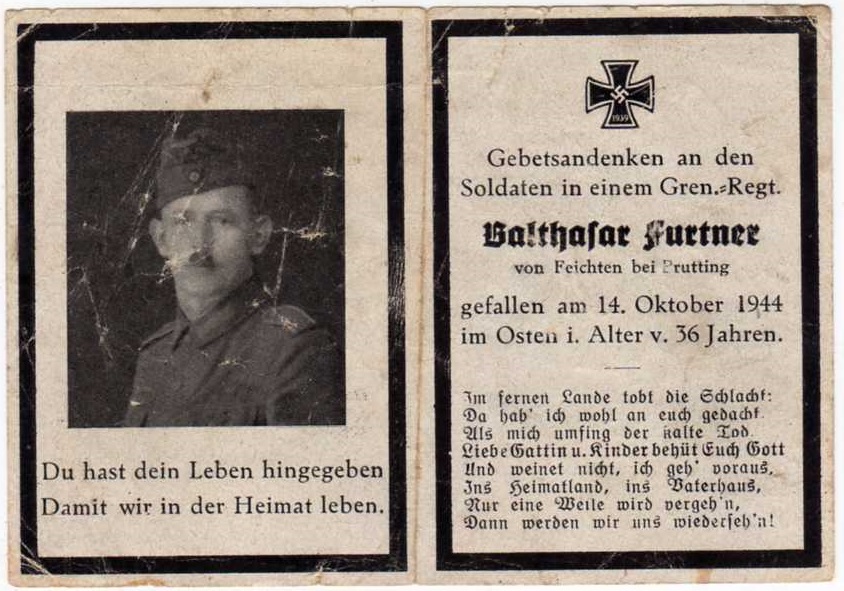 Du hast dein Leben hingegeben
Damit wir in der Heimat leben.
1939
Gebetsandenken an den
Soldaten in einem Gren.-Regt.
Balthasar Furtner
von Feichten bei Prutting
gefallen am 14. Oktober 1944
im Osten i. Alter v. 36 Jahren.
Im fernen Lande tobt die Schlacht:
Da hab' ich wohl an euch gedacht.
Als mich umfing der kalte Tod.
Liebe Gattin u. Kinder behüt Euch Gott
Und weinet nicht, ich geh' voraus,
Ins Heimatland, ins Vaterhaus,
Nur eine Weile wird vergeh'n,
Dann werden wir uns wiederseh'n!